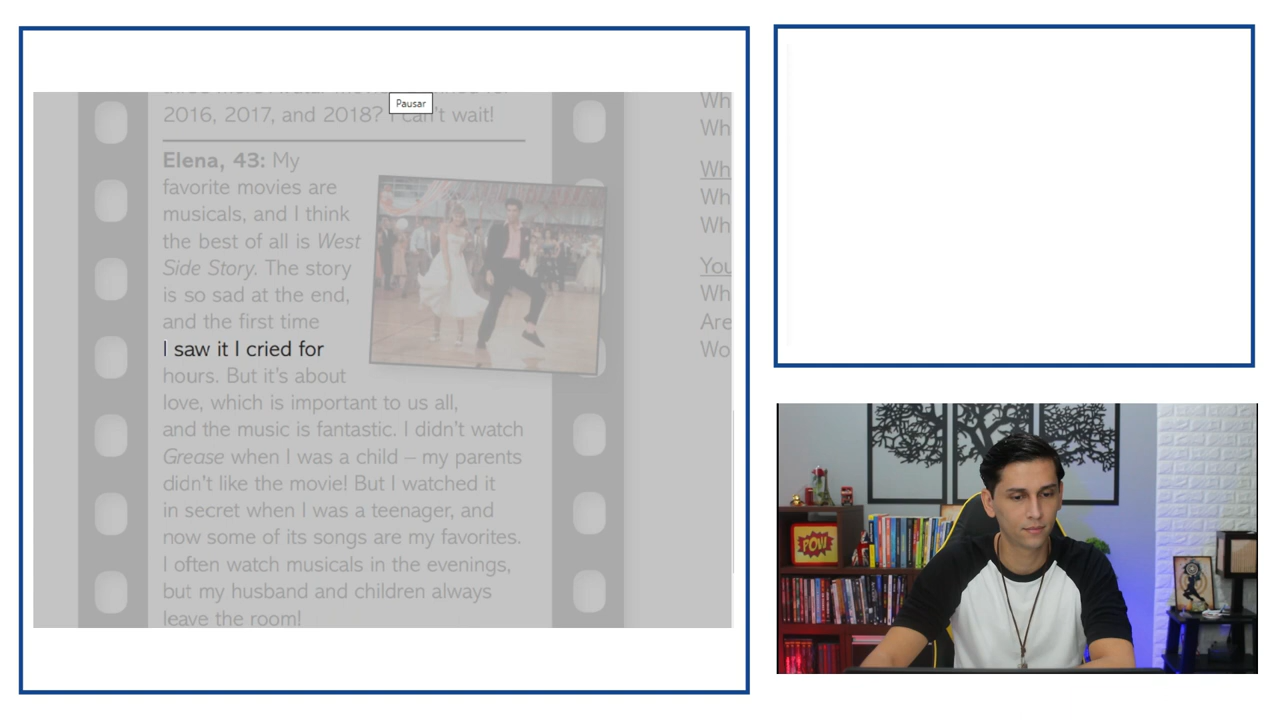 2016, 2017, and 2018? I can't wait!
Pausar
Elena, 43: My
favorite movies are
musicals, and I think
the best of all is West
Side Story. The story
is so sad at the end,
and the first time
I saw it I cried for
hours. But it's about
love, which is important to us all,
and the music is fantastic. I didn't watch
Grease when I was a child – my parents
didn't like the movie! But I watched it
in secret when I was a teenager, and
now some of its songs are my favorites.
I often watch musicals in the evenings,
but my husband and children always
leave the room!
Wh
Wh
Wh
Wh
Wh
You
Wh
Are
Wo
POW